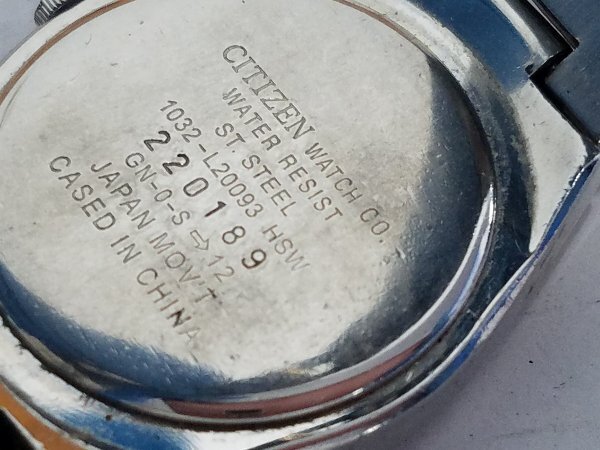 CITIZEN WATCH CO.
WATER RESIST
ST STEEL
1032-L20093 HSW
220189
GN-0-S⇨12
JAPAN MOV'T
CASED IN CHINA